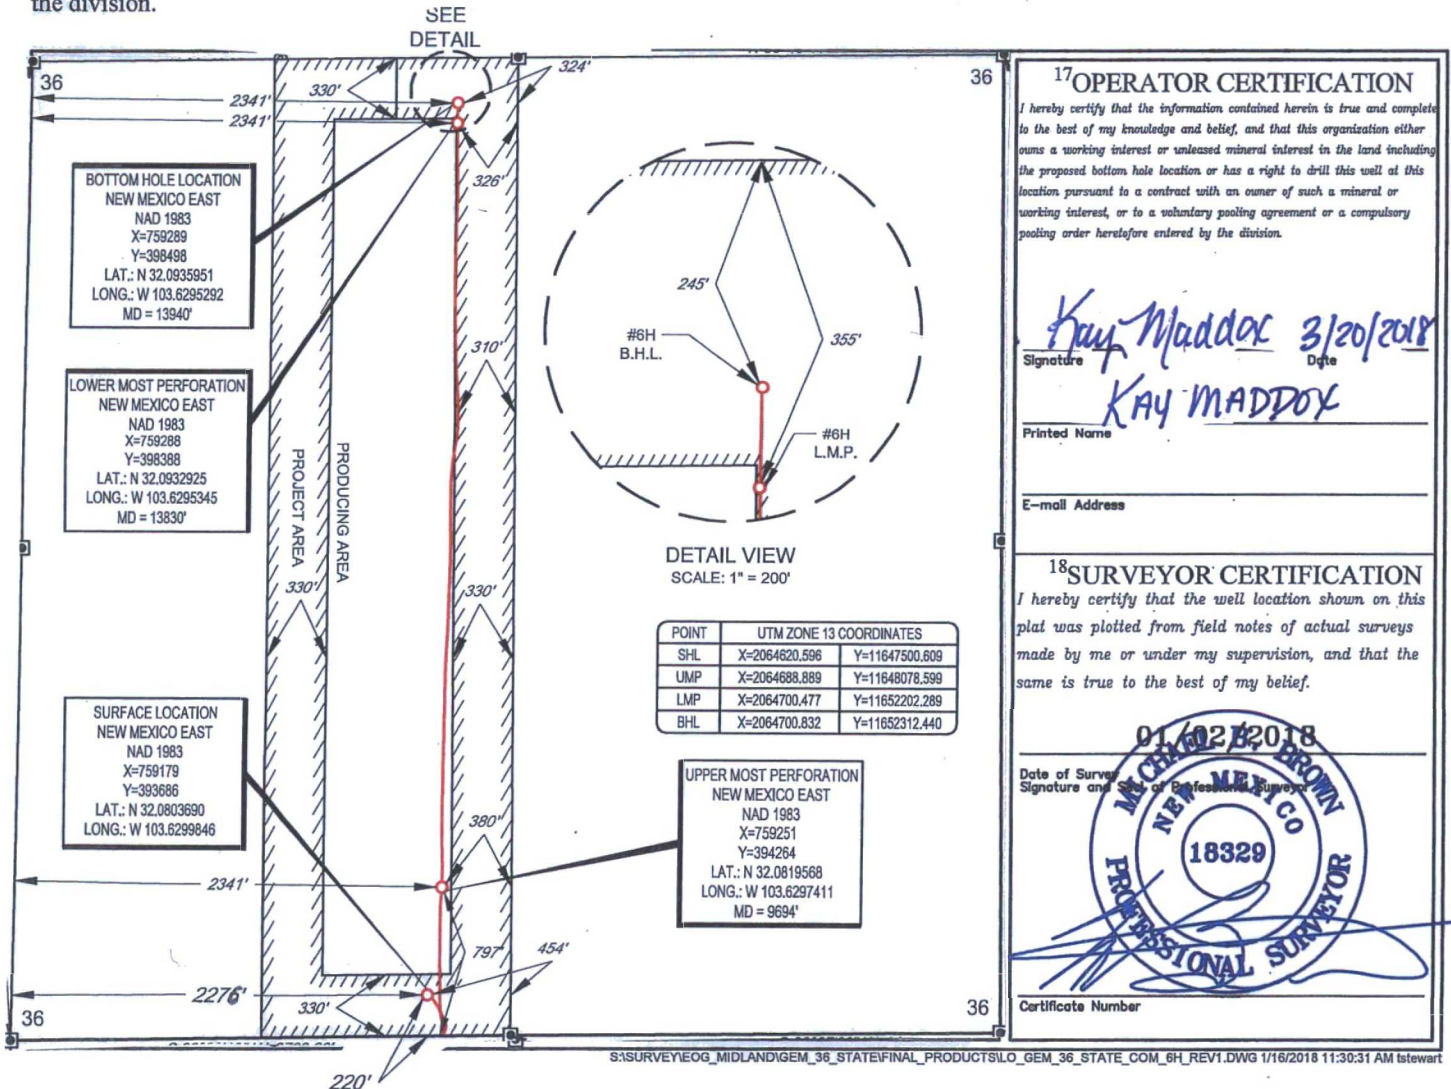 the division.
SEE
DETAIL
36
36
324'
330'
2341'
2341'
326'
BOTTOM HOLE LOCATION
NEW MEXICO EAST
NAD 1983
X=759289
Y=398498
LAT.: N 32.0935951
LONG.: W 103.6295292
MD = 13940'
LOWER MOST PERFORATION
NEW MEXICO EAST
NAD 1983
X=759288
Y=398388
LAT.: N 32.0932925
LONG.: W 103.6295345
MD = 13830'
310'
PROJECT AREA
PRODUCING AREA
330'
330'
245'
355'
#6H
B.H.L.
#6H
L.M.P.
DETAIL VIEW
SCALE: 1" = 200'
POINT UTM ZONE 13 COORDINATES
SHL X=2064620.596 Y=11647500.609
UMP X=2064688.889 Y=11648078.599
LMP X=2064700.477 Y=11652202.289
BHL X=2064700.832 Y=11652312.440
SURFACE LOCATION
NEW MEXICO EAST
NAD 1983
X=759179
Y=393686
LAT.: N 32.0803690
LONG.: W 103.6299846
UPPER MOST PERFORATION
NEW MEXICO EAST
NAD 1983
X=759251
Y=394264
LAT.: N 32.0819568
LONG.: W 103.6297411
MD = 9694'
380'
2341'
797'
454'
2276'
330'
36
36
220'
17OPERATOR CERTIFICATION
I hereby certify that the information contained herein is true and complete
to the best of my knowledge and belief, and that this organization either
owns a working interest or unleased mineral interest in the land including
the proposed bottom hole location or has a right to drill this well at this
location pursuant to a contract with an owner of such a mineral or
working interest, or to a voluntary pooling agreement or a compulsory
pooling order heretofore entered by the division.
Kay Maddox 3/20/2018
Signature Date
KAY MADDOX
Printed Name
E-mail Address
18SURVEYOR CERTIFICATION
I hereby certify that the well location shown on this
plat was plotted from field notes of actual surveys
made by me or under my supervision, and that the
same is true to the best of my belief.
01/02/2018
Date of Survey
Signature and Seal of Professional Surveyor
MICHAEL B. BROWN
NEW MEXICO
18329
PROFESSIONAL SURVEYOR
Certificate Number
S:\SURVEY\EOG_MIDLAND\GEM_36_STATE\FINAL_PRODUCTS\LO_GEM_36_STATE_COM_6H_REV1.DWG 1/16/2018 11:30:31 AM tstewart